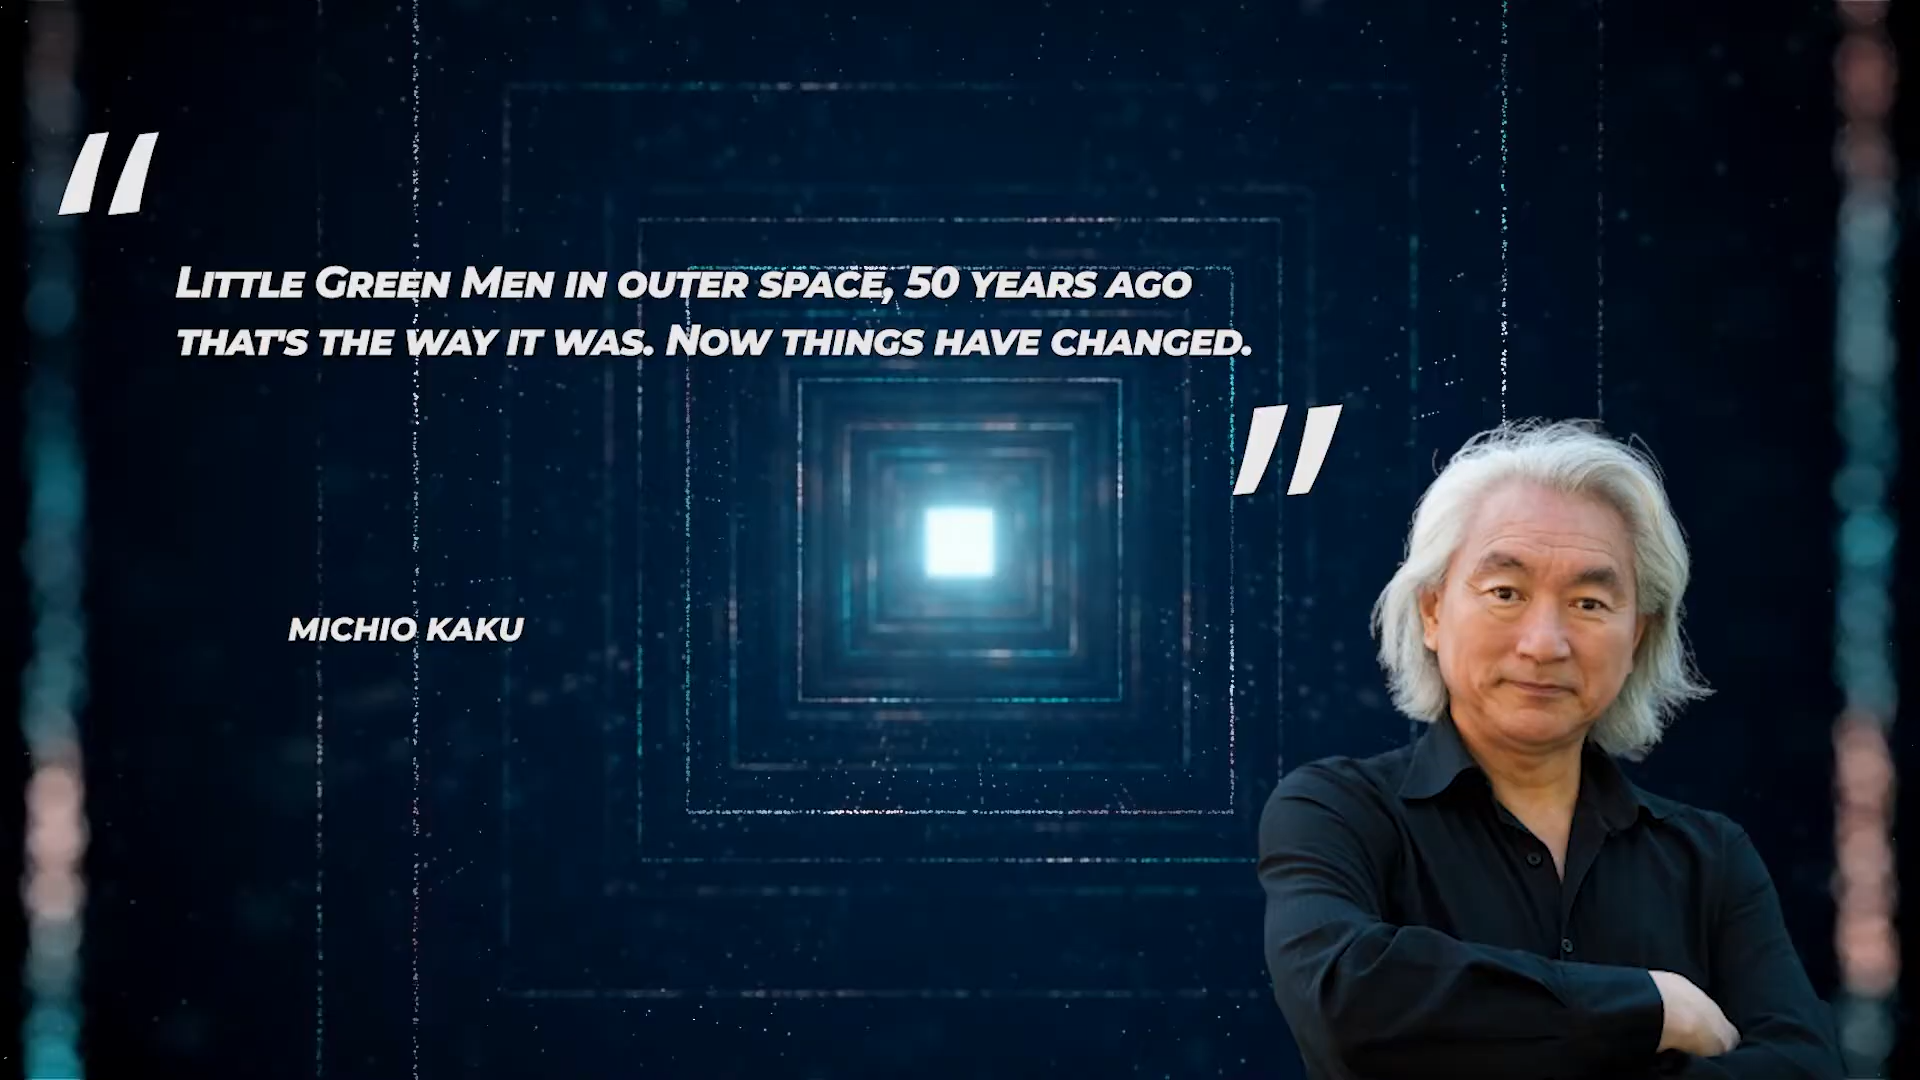 "
Little Green Men in outer space, 50 years ago
that's the way it was. Now things have changed.
"
MICHIO KAKU